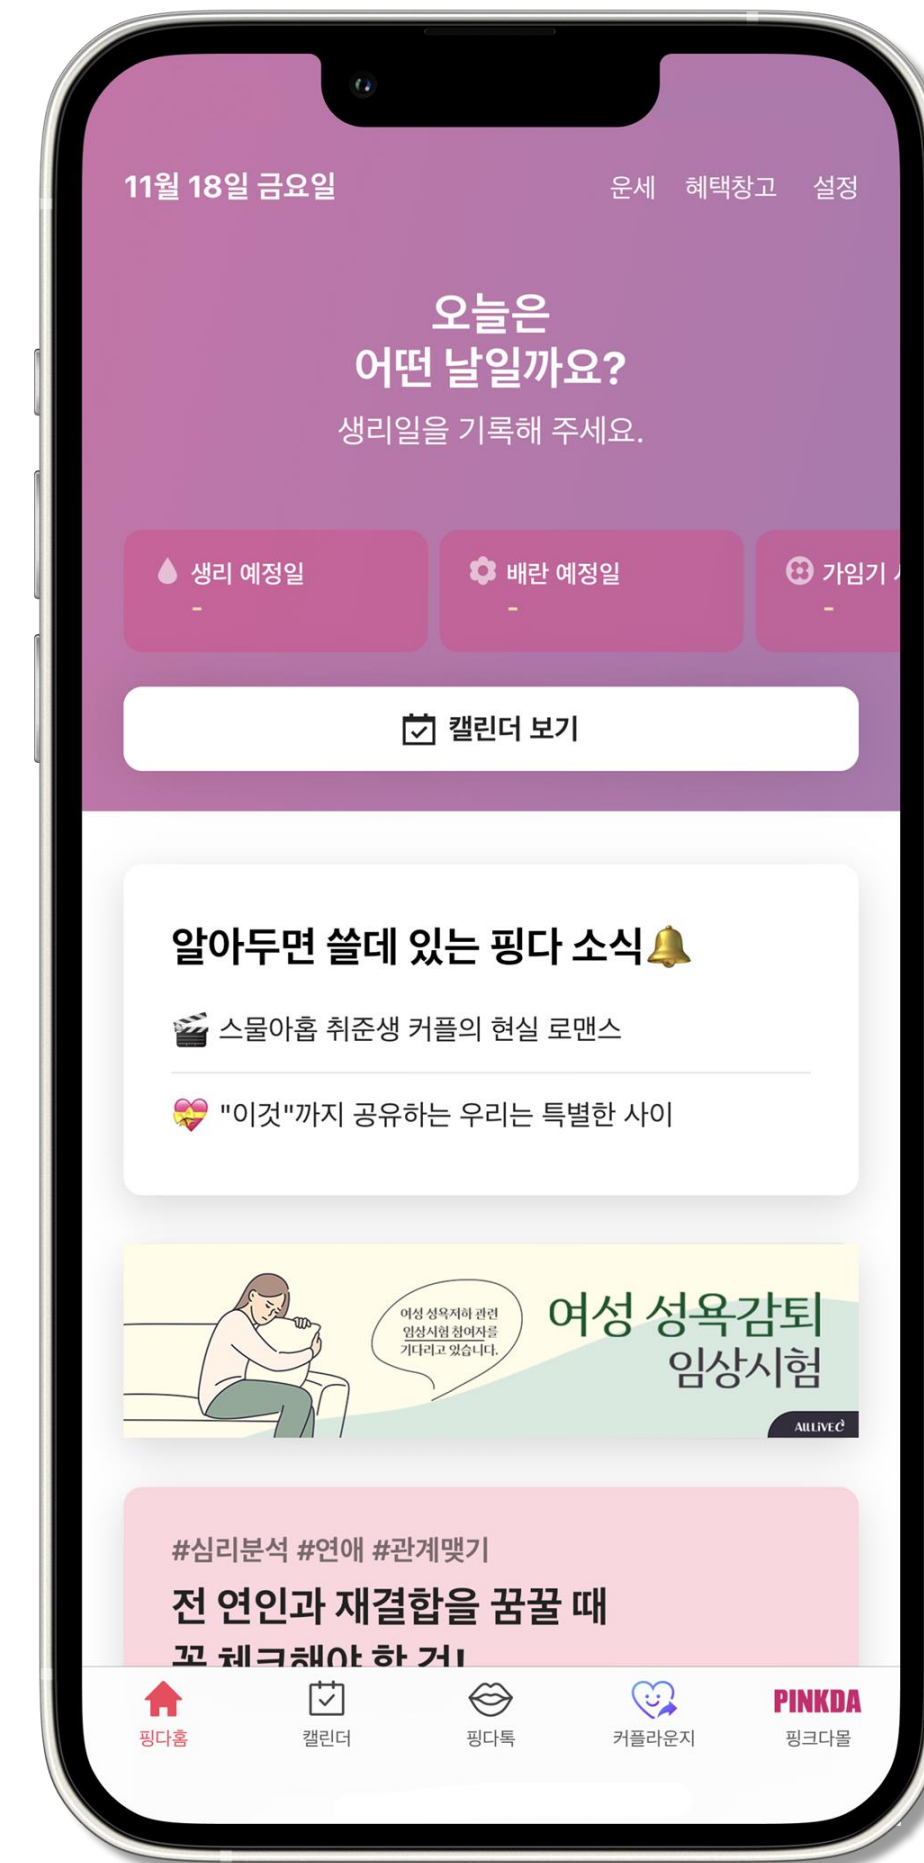 11월 18일 금요일
운세 혜택창고 설정
오늘은
어떤 날일까요?
생리일을 기록해 주세요.
생리 예정일
-
배란 예정일
-
가임기
-
캘린더 보기
알아두면 쓸데 있는 핑다 소식
스물아홉 취준생 커플의 현실 로맨스
"이것"까지 공유하는 우리는 특별한 사이
여성 성욕저하 관련
임상시험 참여자를
기다리고 있습니다.
여성 성욕감퇴
임상시험
ALLLiVEC
#심리분석 #연애 #관계맺기
전 연인과 재결합을 꿈꿀 때
꼭 체크해야 할 것!
핑다홈
캘린더
핑다톡
커플라운지
PINKDA
핑크다몰